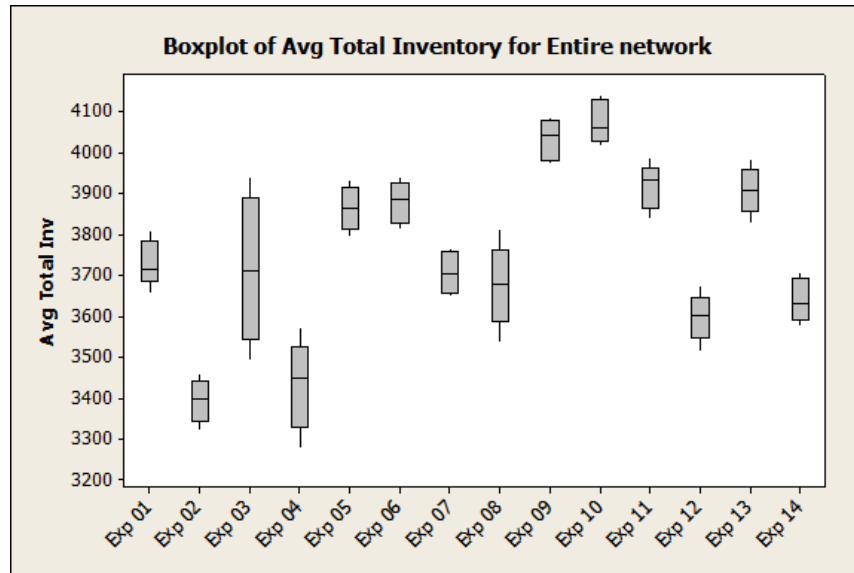 Boxplot of Avg Total Inventory for Entire network
Avg Total Inv
4100
4000
3900
3800
3700
3600
3500
3400
3300
3200
Exp 01
Exp 02
Exp 03
Exp 04
Exp 05
Exp 06
Exp 07
Exp 08
Exp 09
Exp 10
Exp 11
Exp 12
Exp 13
Exp 14